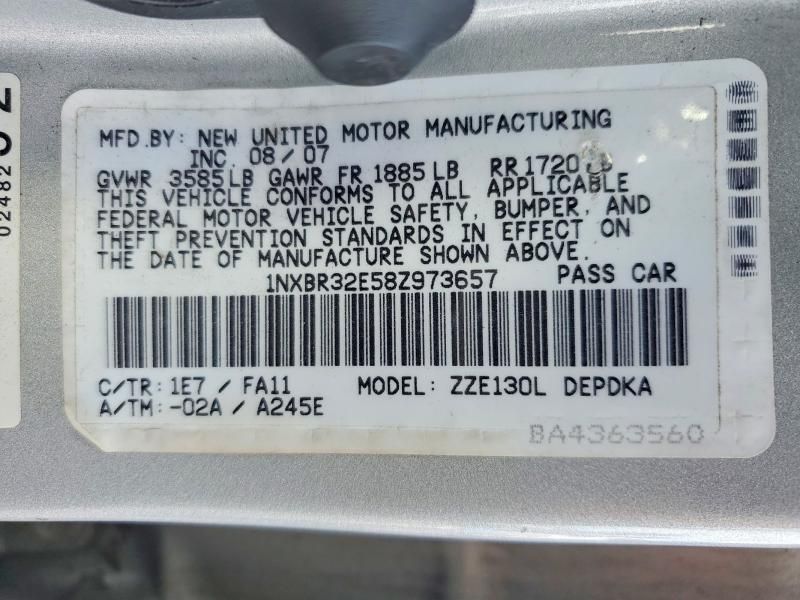 MFD.BY: NEW UNITED MOTOR MANUFACTURING
INC. 08/07
GVWR 3585LB GAWR FR 1885LB RR1720
THIS VEHICLE CONFORMS TO ALL APPLICABLE
FEDERAL MOTOR VEHICLE SAFETY, BUMPER, AND
THEFT PREVENTION STANDARDS IN EFFECT ON
THE DATE OF MANUFACTURE SHOWN ABOVE.
1NXBR32E58Z973657 PASS CAR
C/TR: 1E7 / FA11 MODEL: ZZE130L DEPDKA
A/TM: -02A / A245E
BA4363560